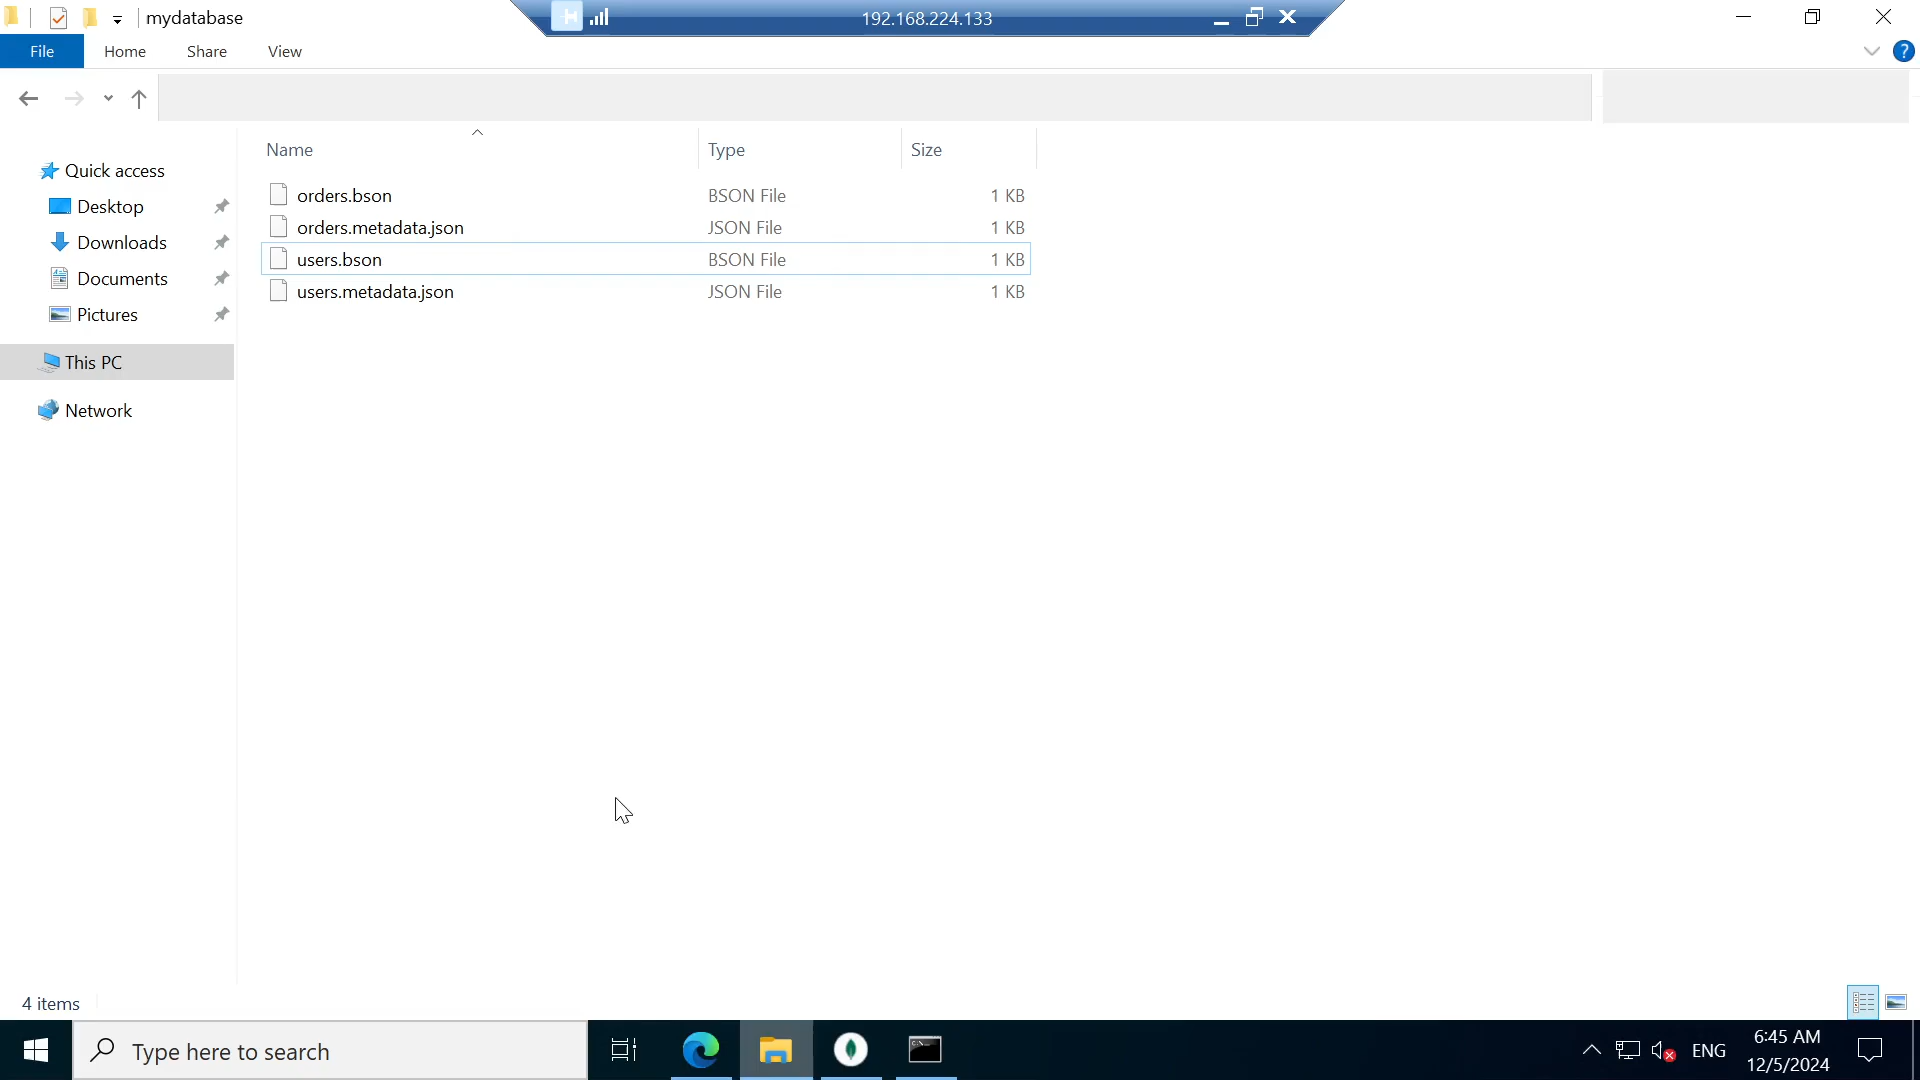 mydatabase
192.168.224.133
File Home Share View
?
Name Type Size
Quick access
Desktop
Downloads
Documents
Pictures
This PC
Network
orders.bson BSON File 1 KB
orders.metadata.json JSON File 1 KB
users.bson BSON File 1 KB
users.metadata.json JSON File 1 KB
4 items
Type here to search
ENG
6:45 AM
12/5/2024